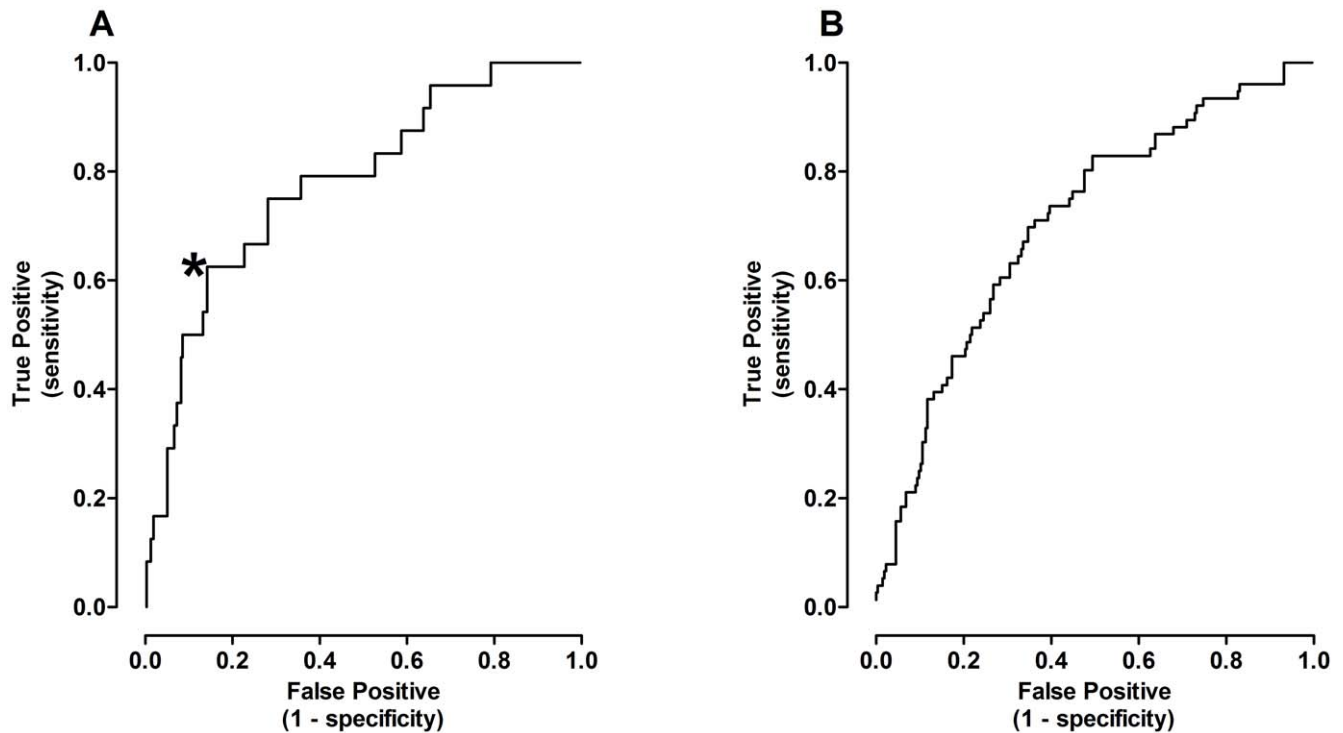 A
1.0
0.8
0.6
0.4
0.2
0.0
True Positive
(sensitivity)
*
0.0 0.2 0.4 0.6 0.8 1.0
False Positive
(1 - specificity)
B
1.0
0.8
0.6
0.4
0.2
0.0
True Positive
(sensitivity)
0.0 0.2 0.4 0.6 0.8 1.0
False Positive
(1 - specificity)